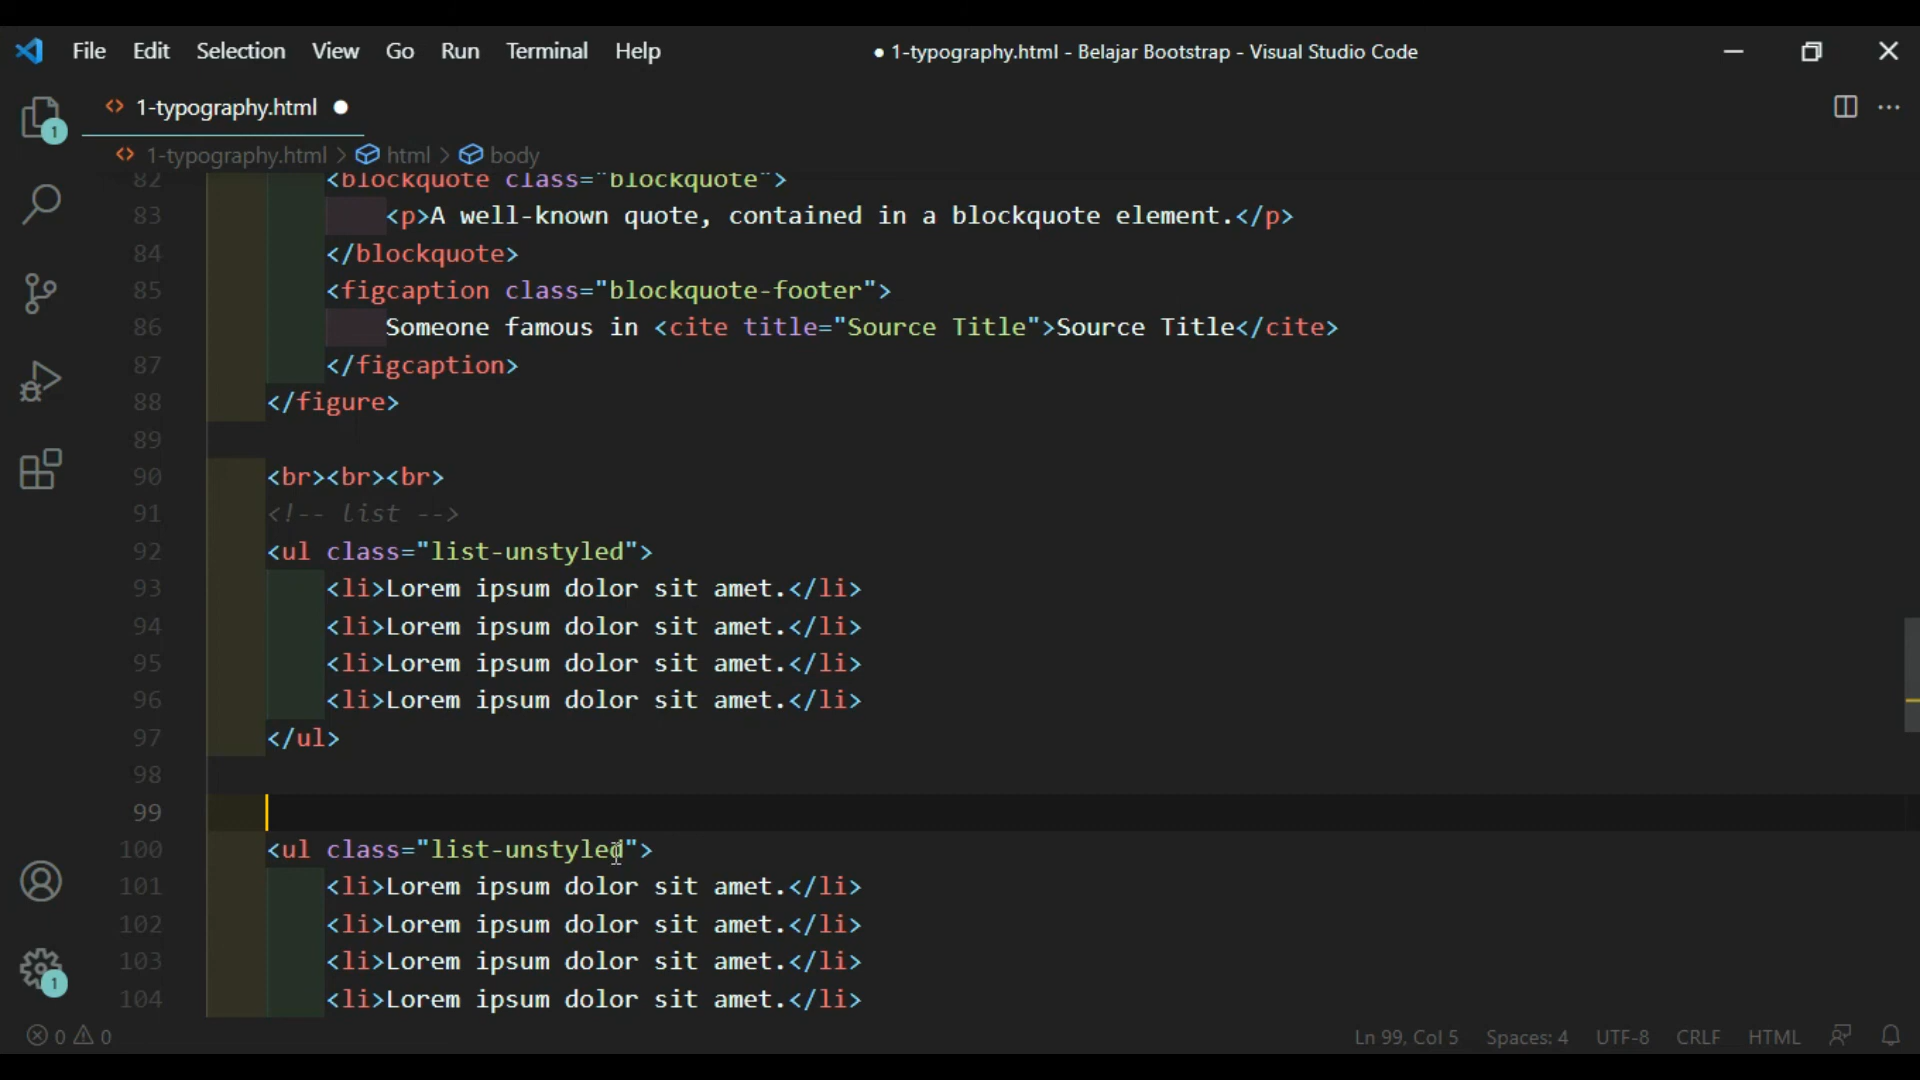 File Edit Selection View Go Run Terminal Help ● 1-typography.html - Belajar Bootstrap - Visual Studio Code
1-typography.html
1-typography.html > html > body
82 <blockquote class="blockquote">
83 <p>A well-known quote, contained in a blockquote element.</p>
84 </blockquote>
85 <figcaption class="blockquote-footer">
86 Someone famous in <cite title="Source Title">Source Title</cite>
87 </figcaption>
88 </figure>
89
90 <br><br><br>
91 <!-- list -->
92 <ul class="list-unstyled">
93 <li>Lorem ipsum dolor sit amet.</li>
94 <li>Lorem ipsum dolor sit amet.</li>
95 <li>Lorem ipsum dolor sit amet.</li>
96 <li>Lorem ipsum dolor sit amet.</li>
97 </ul>
98
99
100 <ul class="list-unstyled">
101 <li>Lorem ipsum dolor sit amet.</li>
102 <li>Lorem ipsum dolor sit amet.</li>
103 <li>Lorem ipsum dolor sit amet.</li>
104 <li>Lorem ipsum dolor sit amet.</li>
1
1
0 0 Ln 99, Col 5 Spaces: 4 UTF-8 CRLF HTML